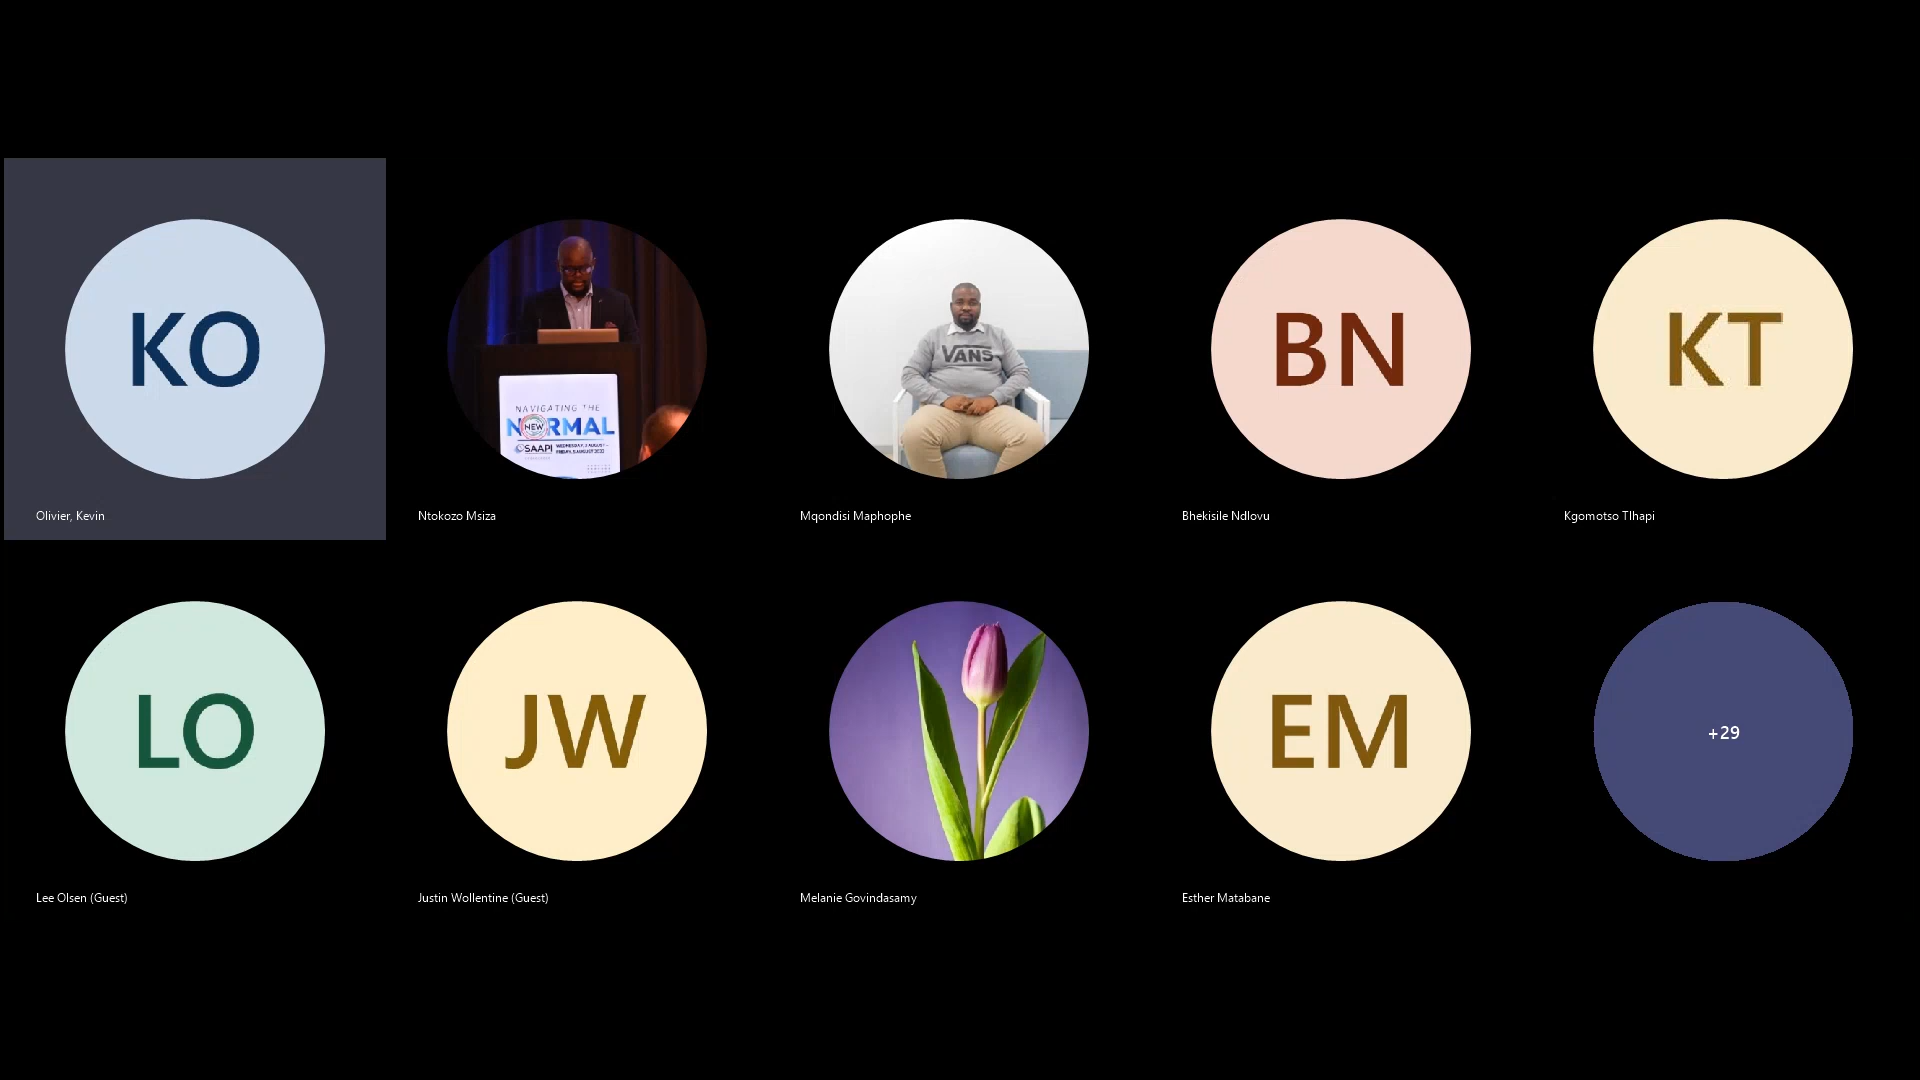 KO
Olivier, Kevin
NAVIGATING THE
NEW
NORMAL
SAAPI
Ntokozo Msiza
VANS
Mqondisi Maphophe
BN
Bhekisile Ndlovu
KT
Kgomotso Tlhapi
LO
Lee Olsen (Guest)
JW
Justin Wollentine (Guest)
Melanie Govindasamy
EM
Esther Matabane
+29